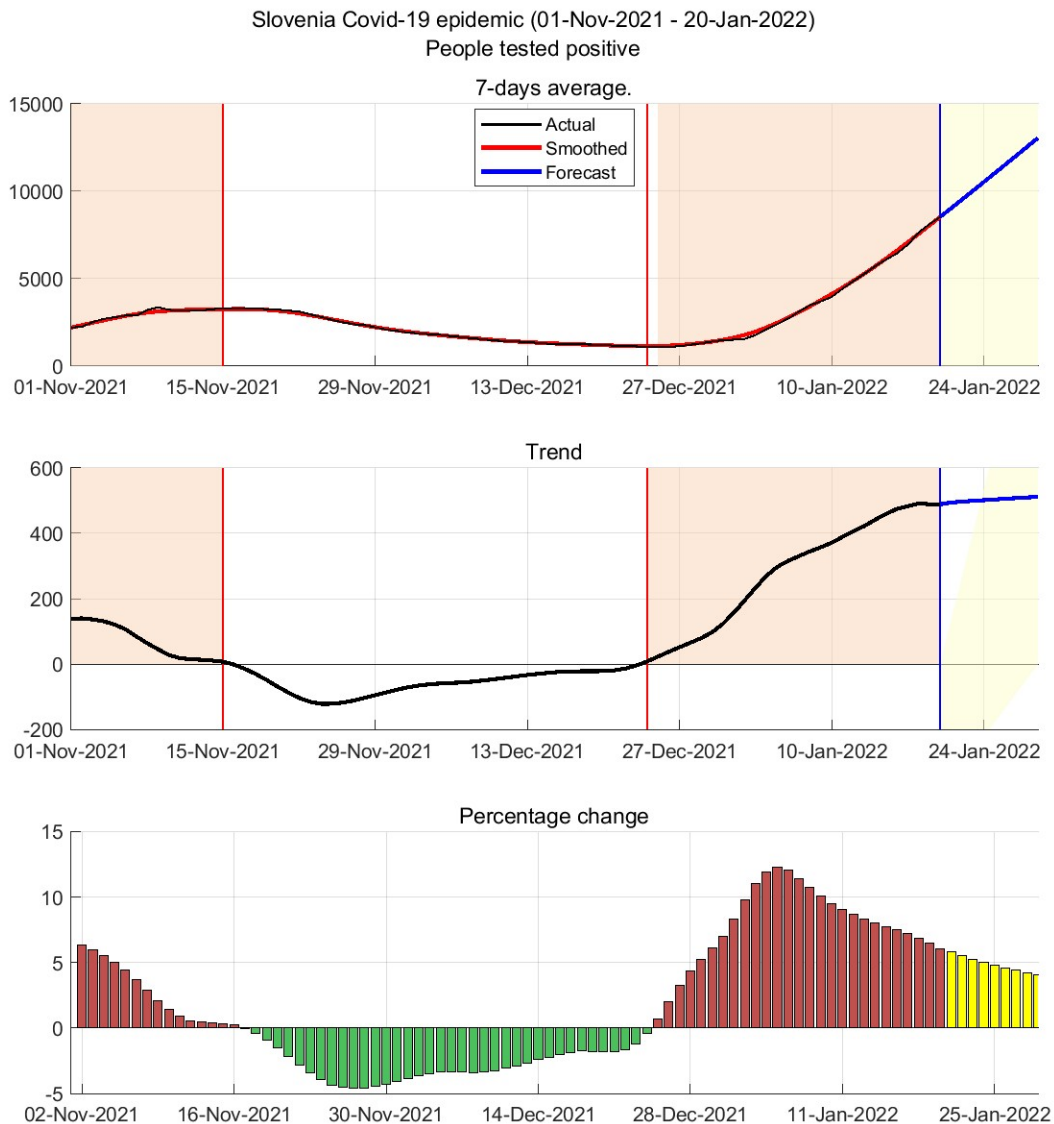 Slovenia Covid-19 epidemic (01-Nov-2021 - 20-Jan-2022)
People tested positive
7-days average.
15000
10000
5000
0
Actual
Smoothed
Forecast
01-Nov-2021 15-Nov-2021 29-Nov-2021 13-Dec-2021 27-Dec-2021 10-Jan-2022 24-Jan-2022
Trend
600
400
200
0
-200
01-Nov-2021 15-Nov-2021 29-Nov-2021 13-Dec-2021 27-Dec-2021 10-Jan-2022 24-Jan-2022
Percentage change
15
10
5
0
-5
02-Nov-2021 16-Nov-2021 30-Nov-2021 14-Dec-2021 28-Dec-2021 11-Jan-2022 25-Jan-2022